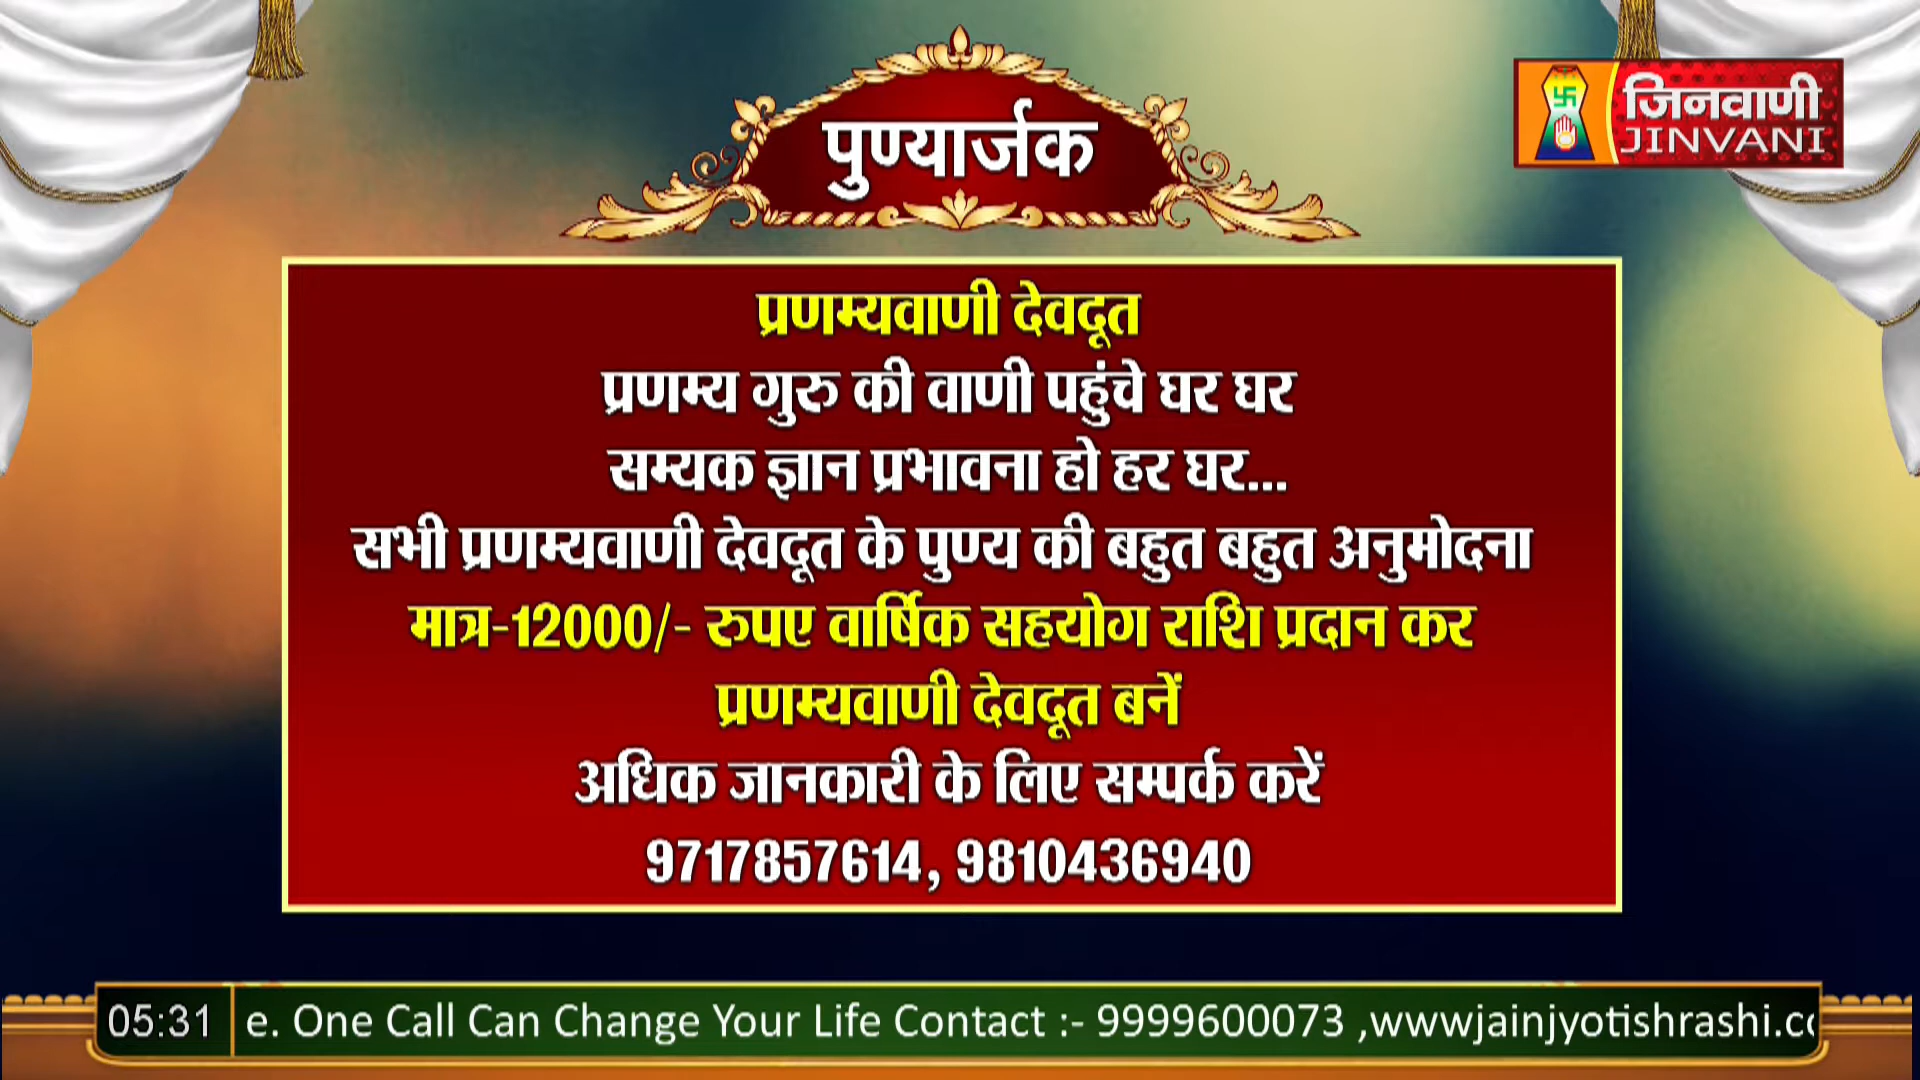 पुण्यार्जक
जिनवाणी
JINVANI
प्रणम्यवाणी देवदूत
प्रणम्य गुरु की वाणी पहुंचे घर घर
सम्यक ज्ञान प्रभावना हो हर घर...
सभी प्रणम्यवाणी देवदूत के पुण्य की बहुत बहुत अनुमोदना
मात्र-12000/- रुपए वार्षिक सहयोग राशि प्रदान कर
प्रणम्यवाणी देवदूत बनें
अधिक जानकारी के लिए सम्पर्क करें
9717857614, 9810436940
05:31 e. One Call Can Change Your Life Contact :- 9999600073 ,wwwjainjyotishrashi.cc